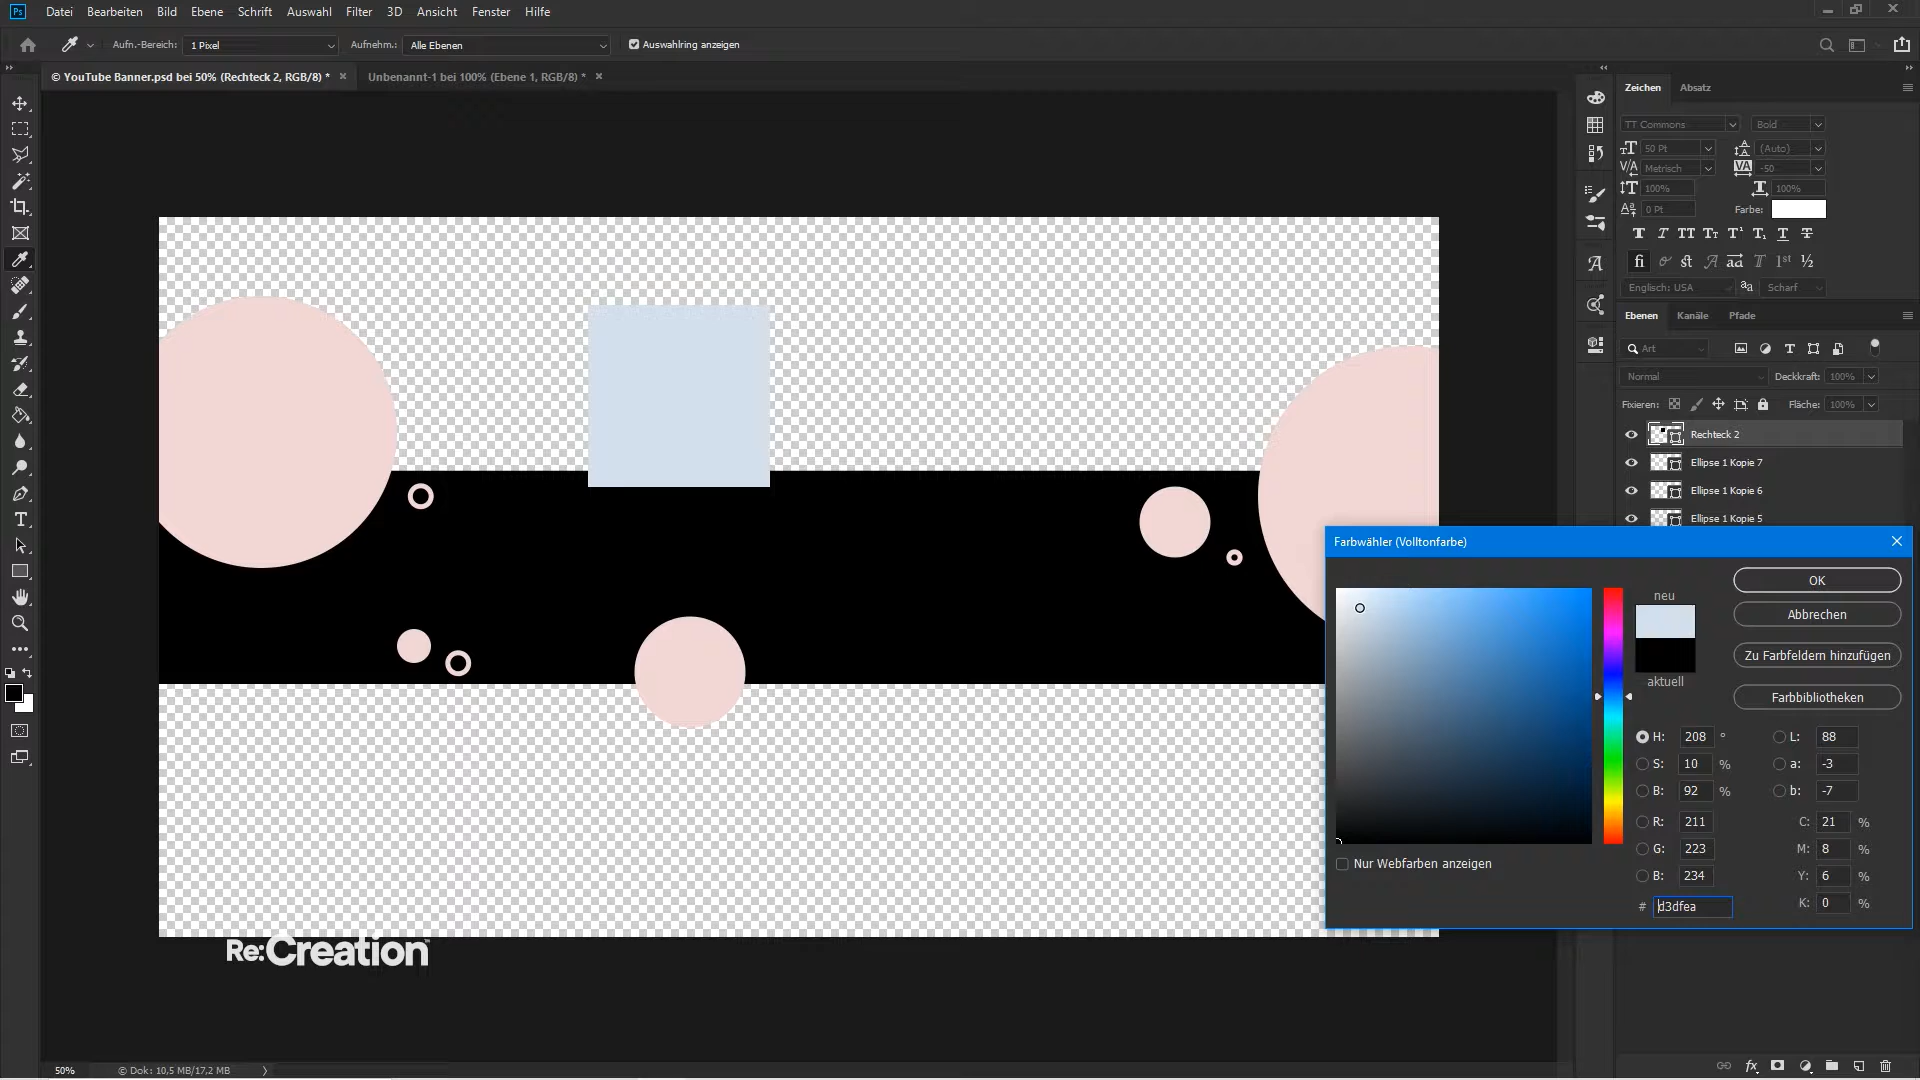 Ps Datei Bearbeiten Bild Ebene Schrift Auswahl Filter 3D Ansicht Fenster Hilfe
Aufn.-Bereich: 1 Pixel Aufnehm.: Alle Ebenen Auswahlring anzeigen
© YouTube Banner.psd bei 50% (Rechteck 2, RGB/8) * × Unbenannt-1 bei 100% (Ebene 1, RGB/8) * ×
Zeichen Absatz
TT Commons Bold
50 Pt (Auto)
Metrisch -50
100% 100%
0 Pt Farbe:
Englisch: USA aa Scharf
Ebenen Kanäle Pfade
Art
Normal Deckkraft: 100%
Fixieren: Fläche: 100%
Rechteck 2
Ellipse 1 Kopie 7
Ellipse 1 Kopie 6
Ellipse 1 Kopie 5
Farbwähler (Volltonfarbe)
neu
aktuell
OK
Abbrechen
Zu Farbfeldern hinzufügen
Farbbibliotheken
H: 208 ° L: 88
S: 10 % a: -3
B: 92 % b: -7
R: 211 C: 21 %
G: 223 M: 8 %
B: 234 Y: 6 %
# d3dfea K: 0 %
Nur Webfarben anzeigen
Re:Creation
50% © Dok: 10,5 MB/17,2 MB